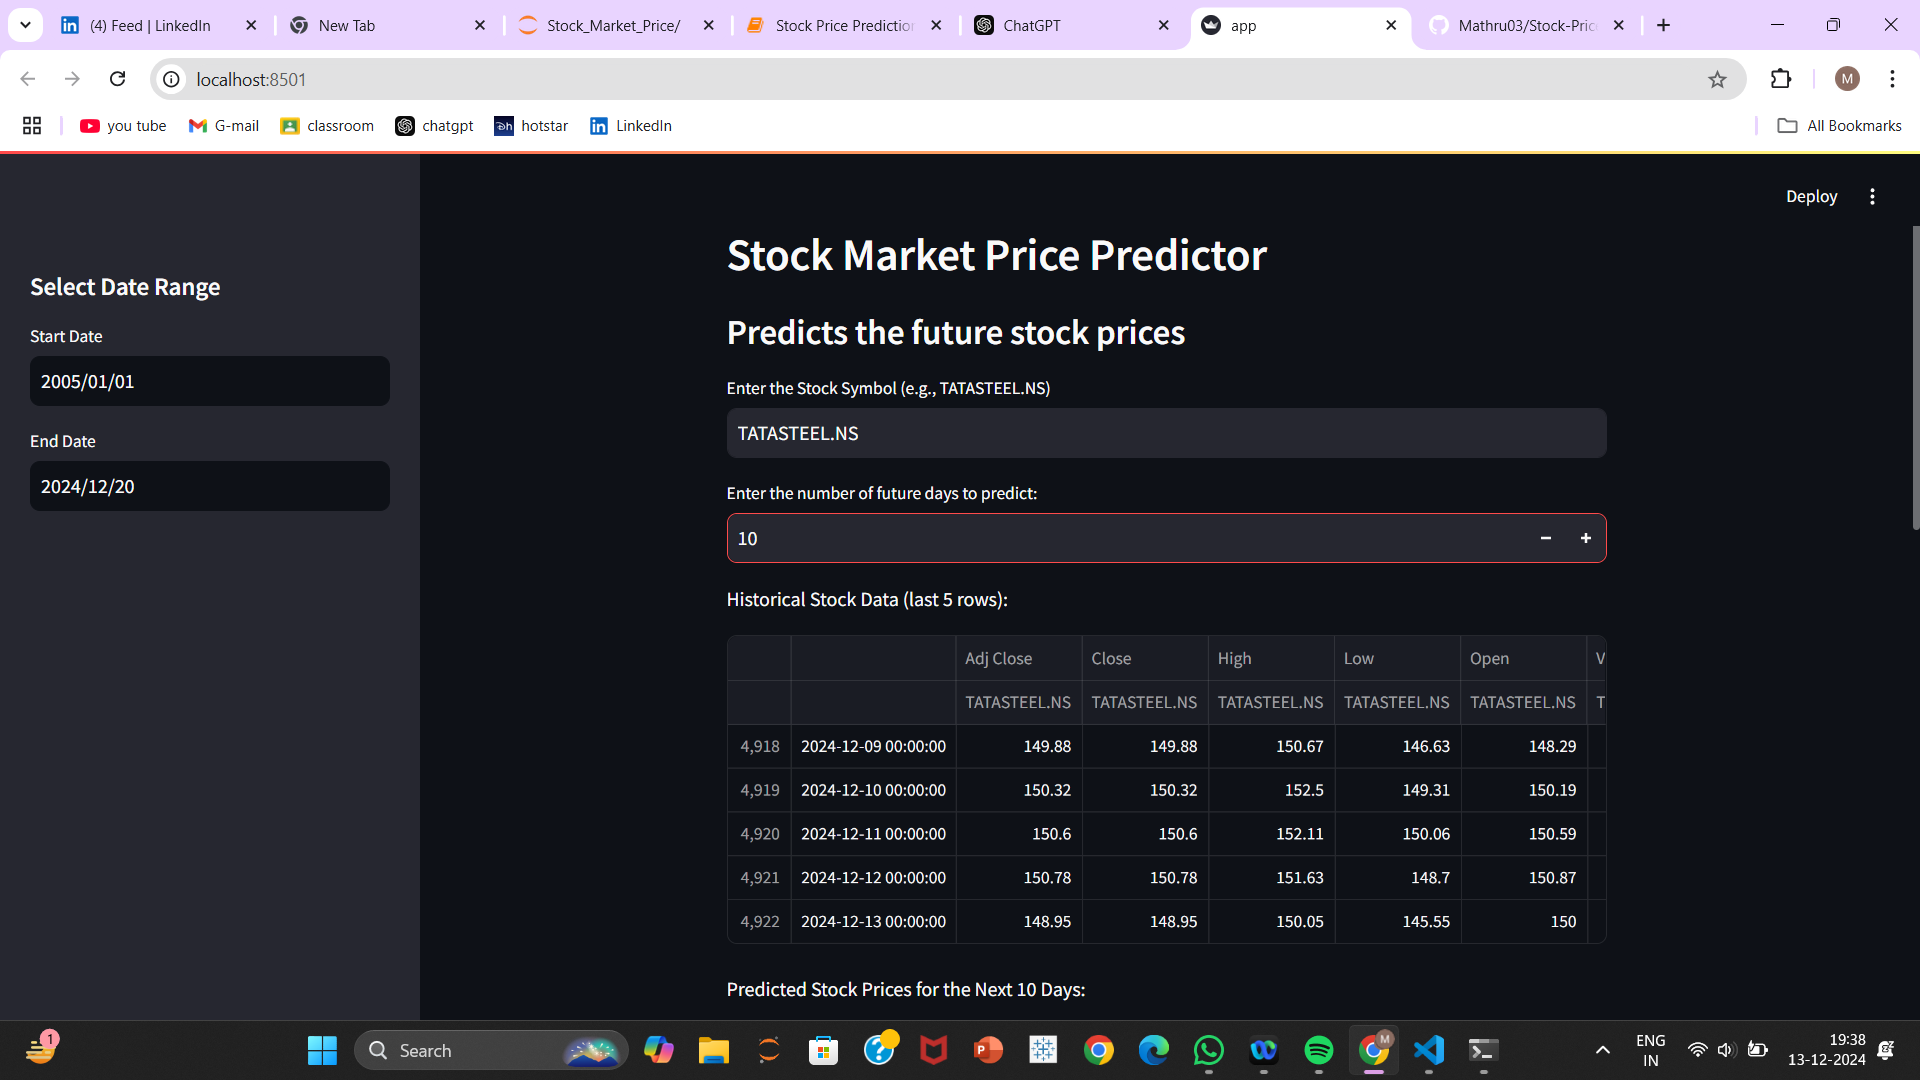 (4) Feed | LinkedIn
New Tab
Stock_Market_Price/
Stock Price Prediction
ChatGPT
app
Mathru03/Stock-Pric
localhost:8501
M
you tube
G-mail
classroom
chatgpt
hotstar
LinkedIn
All Bookmarks
Deploy
Select Date Range
Start Date
2005/01/01
End Date
2024/12/20
Stock Market Price Predictor
Predicts the future stock prices
Enter the Stock Symbol (e.g., TATASTEEL.NS)
TATASTEEL.NS
Enter the number of future days to predict:
10
Historical Stock Data (last 5 rows):
Adj Close Close High Low Open V
TATASTEEL.NS TATASTEEL.NS TATASTEEL.NS TATASTEEL.NS TATASTEEL.NS T
4,918 2024-12-09 00:00:00 149.88 149.88 150.67 146.63 148.29
4,919 2024-12-10 00:00:00 150.32 150.32 152.5 149.31 150.19
4,920 2024-12-11 00:00:00 150.6 150.6 152.11 150.06 150.59
4,921 2024-12-12 00:00:00 150.78 150.78 151.63 148.7 150.87
4,922 2024-12-13 00:00:00 148.95 148.95 150.05 145.55 150
Predicted Stock Prices for the Next 10 Days:
1
Search
M
ENG
IN
19:38
13-12-2024